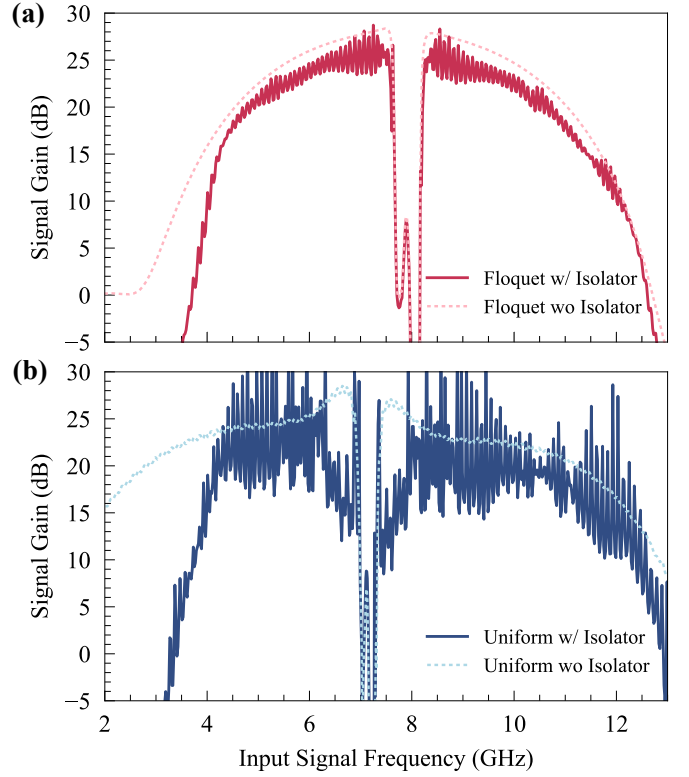 (a)
30
25
20
15
10
5
0
−5
Signal Gain (dB)
Floquet w/ Isolator
Floquet wo Isolator
(b)
30
25
20
15
10
5
0
−5
Signal Gain (dB)
Uniform w/ Isolator
Uniform wo Isolator
2 4 6 8 10 12
Input Signal Frequency (GHz)